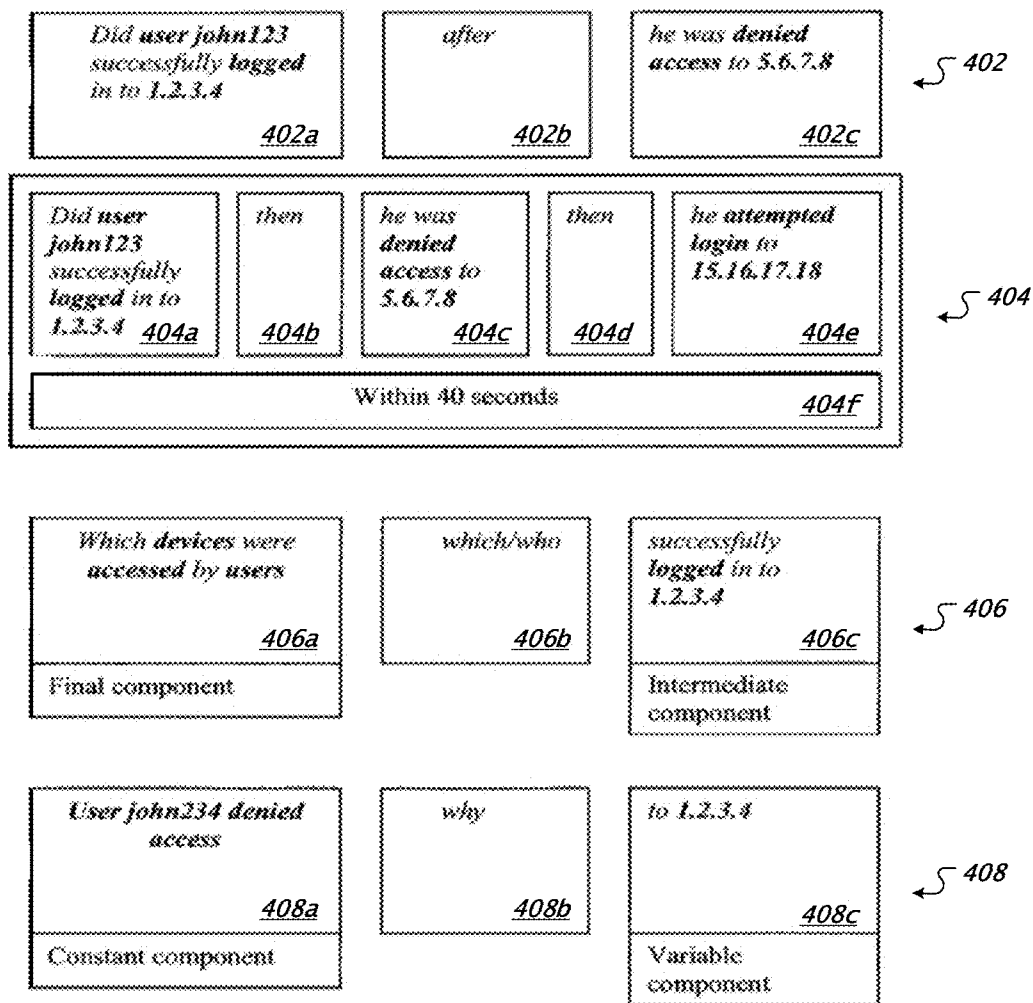 Did user john123
successfully logged
in to 1.2.3.4
402a
after
402b
he was denied
access to 5.6.7.8
402c
402
Did user
john123
successfully
logged in to
1.2.3.4
404a
then
404b
he was
denied
access to
5.6.7.8
404c
then
404d
he attempted
login to
15.16.17.18
404e
404
Within 40 seconds
404f
Which devices were
accessed by users
406a
Final component
which/who
406b
successfully
logged in to
1.2.3.4
406c
Intermediate
component
406
User john234 denied
access
408a
Constant component
why
408b
to 1.2.3.4
408c
Variable
component
408